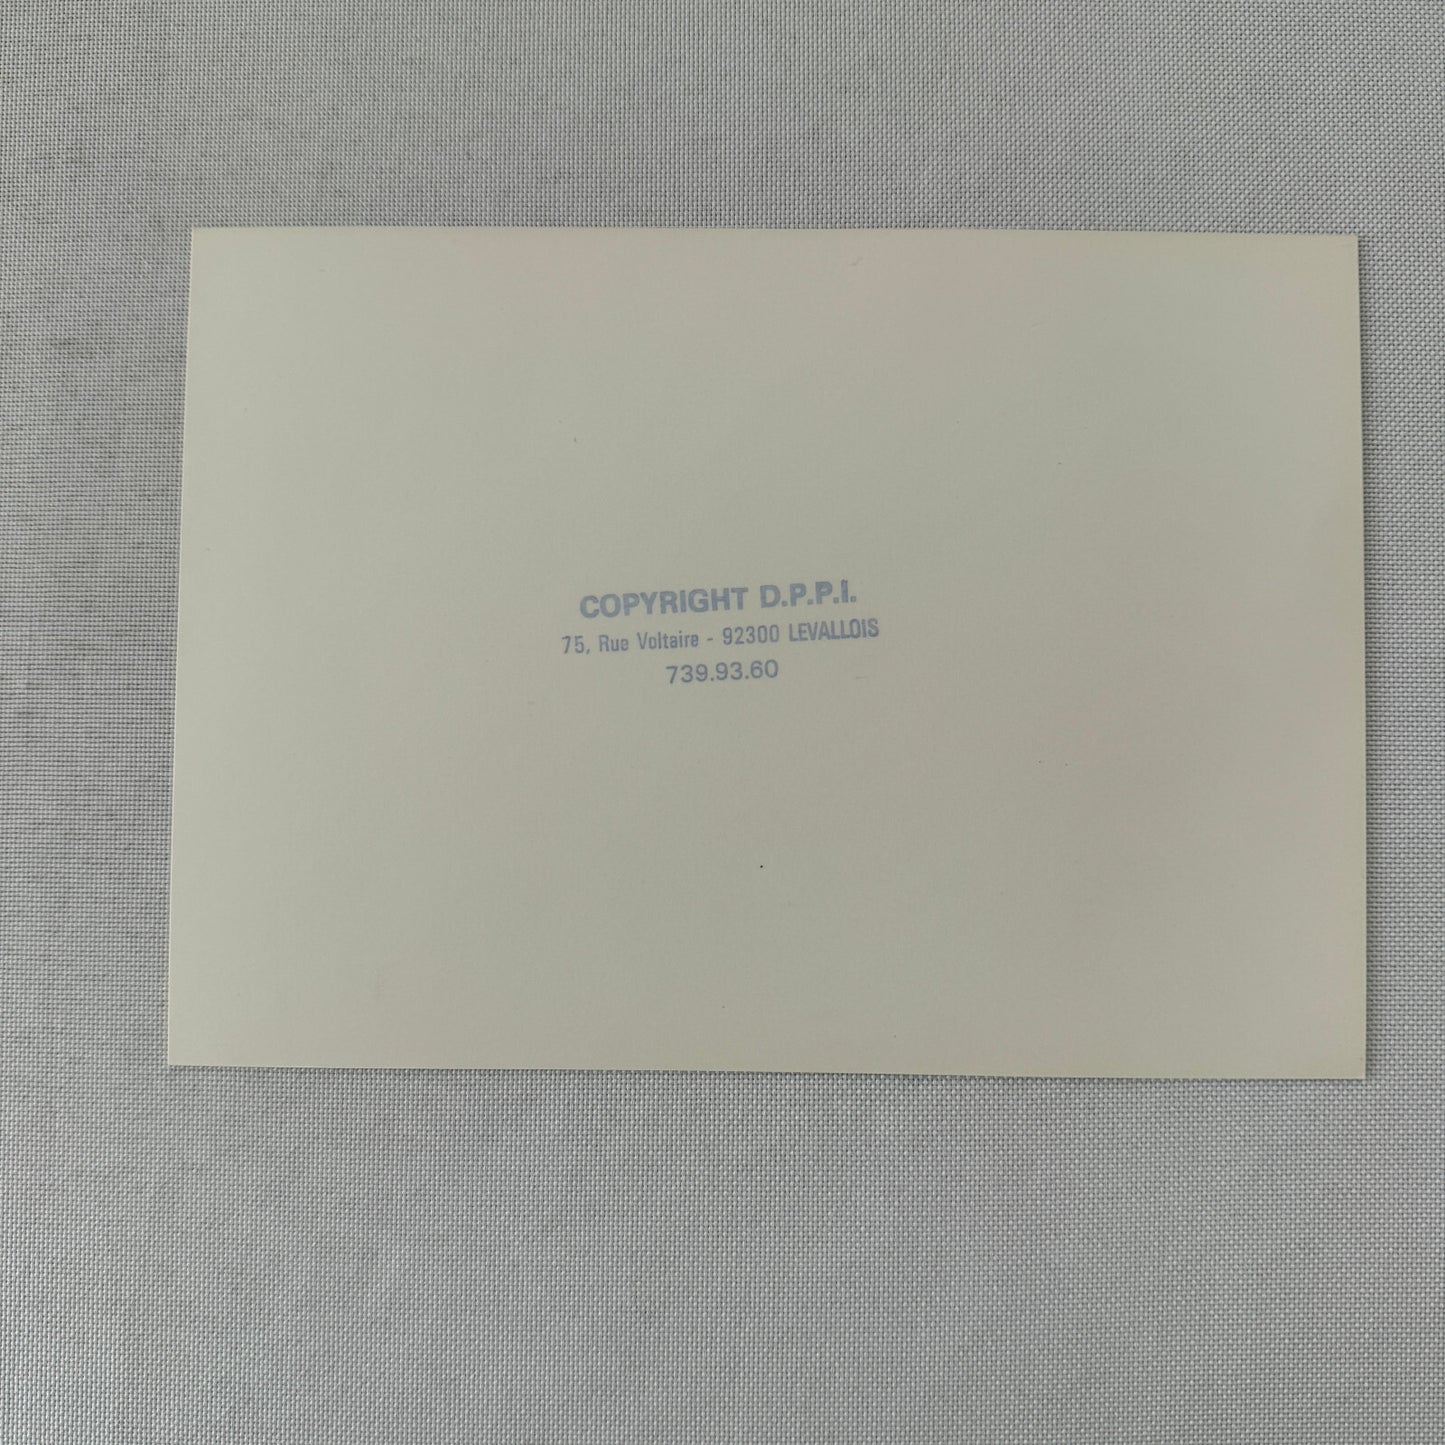 COPYRIGHT D.P.P.I.
75, Rue Voltaire - 92300 LEVALLOIS
739.93.60